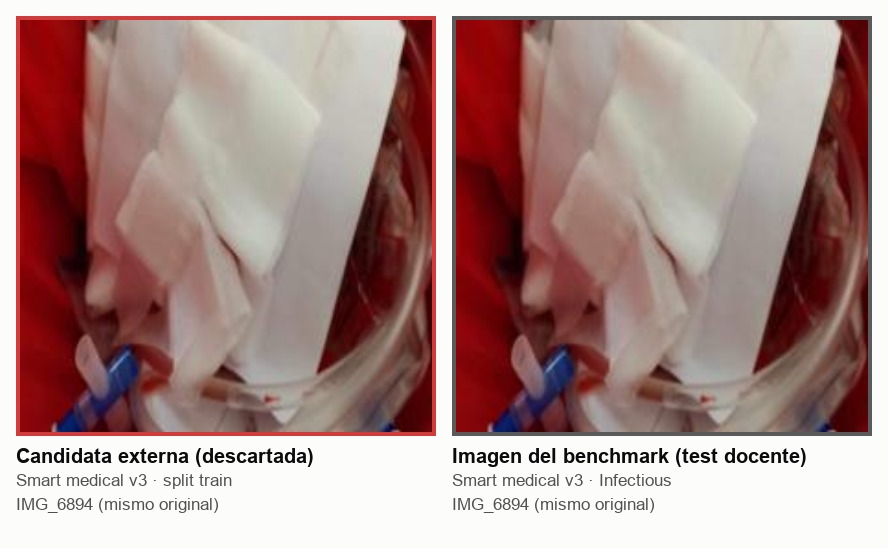 Candidata externa (descartada)
Smart medical v3 · split train
IMG_6894 (mismo original)
Imagen del benchmark (test docente)
Smart medical v3 · Infectious
IMG_6894 (mismo original)